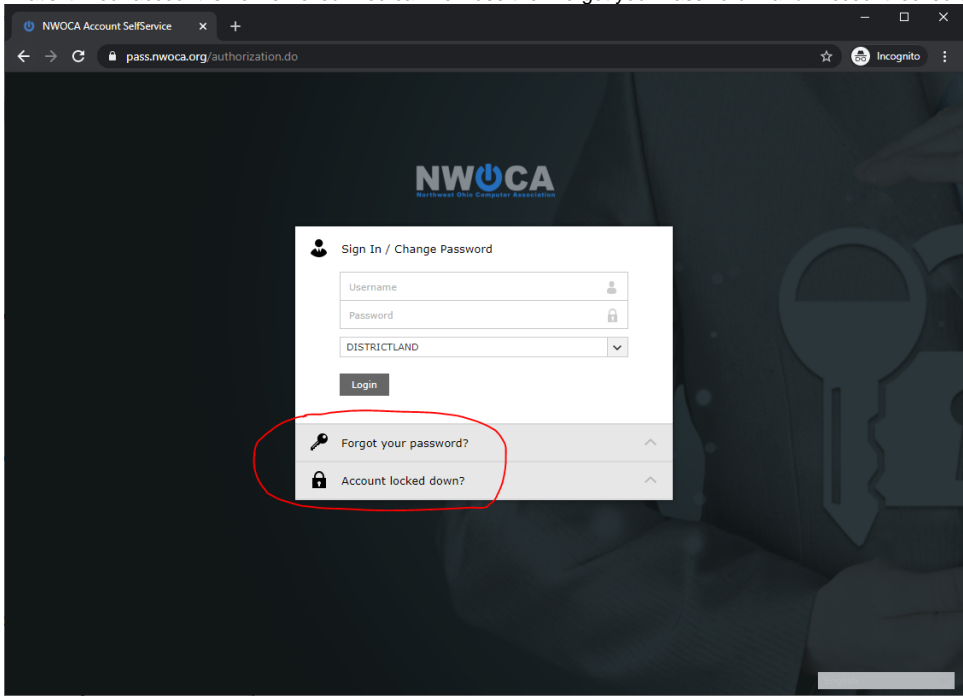 NWOCA Account SelfService
pass.nwoca.org/authorization.do
Incognito
NWOCA
Northwest Ohio Computer Association
Sign In / Change Password
Username
Password
DISTRICTLAND
Login
Forgot your password?
Account locked down?